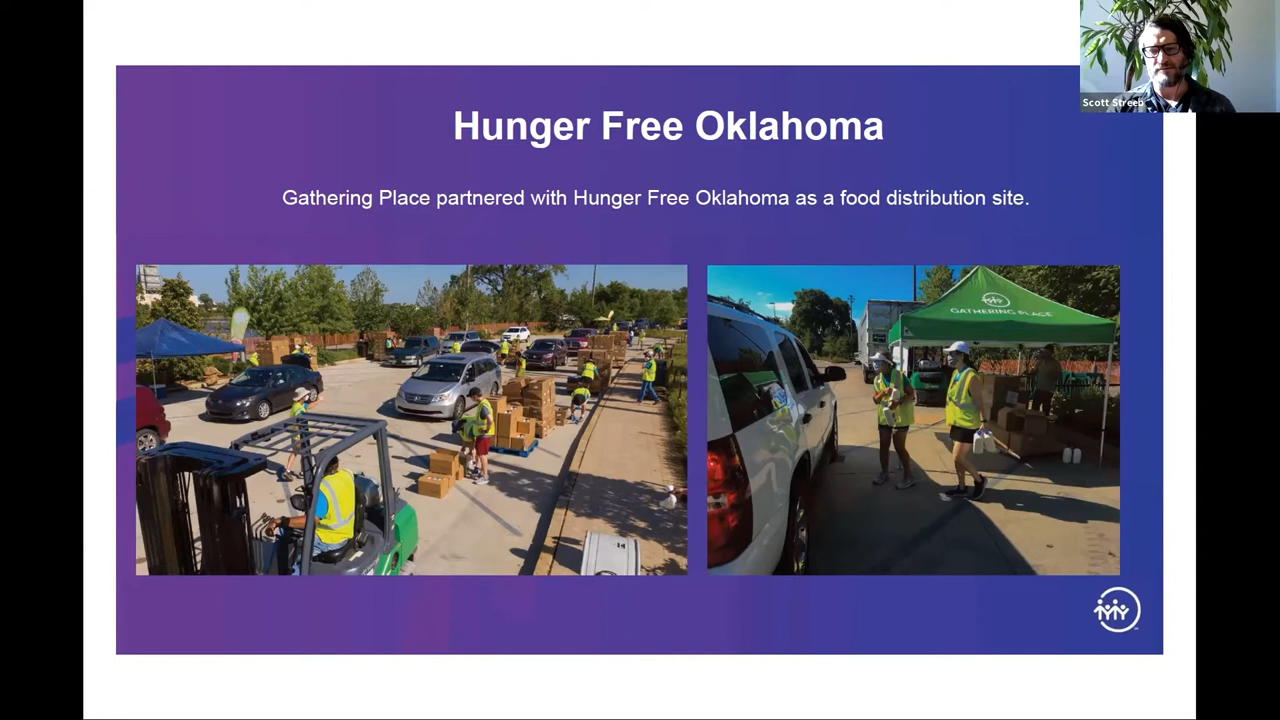 Hunger Free Oklahoma
Scott Streeb
Gathering Place partnered with Hunger Free Oklahoma as a food distribution site.
GATHERING PLACE